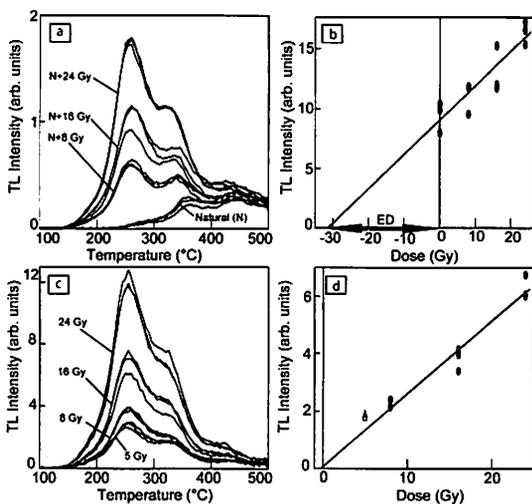 a
TL Intensity (arb. units)
2
1
0
N+24 Gy
N+16 Gy
N+8 Gy
Natural (N)
100 200 300 400 500
Temperature (°C)
b
TL Intensity (arb. units)
15
10
5
0
ED
-30 -20 -10 0 10 20
Dose (Gy)
c
TL Intensity (arb. units)
12
8
4
0
24 Gy
16 Gy
8 Gy
5 Gy
100 200 300 400 500
Temperature (°C)
d
TL Intensity (arb. units)
6
4
2
0
0 10 20
Dose (Gy)